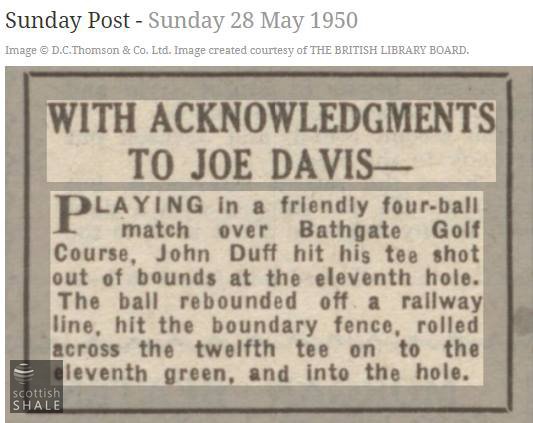 Sunday Post - Sunday 28 May 1950
Image © D.C.Thomson & Co. Ltd. Image created courtesy of THE BRITISH LIBRARY BOARD.
WITH ACKNOWLEDGMENTS
TO JOE DAVIS—
PLAYING in a friendly four-ball
match over Bathgate Golf
Course, John Duff hit his tee shot
out of bounds at the eleventh hole.
The ball rebounded off a railway
line, hit the boundary fence, rolled
across the twelfth tee on to the
eleventh green, and into the hole.
scottish
SHALE